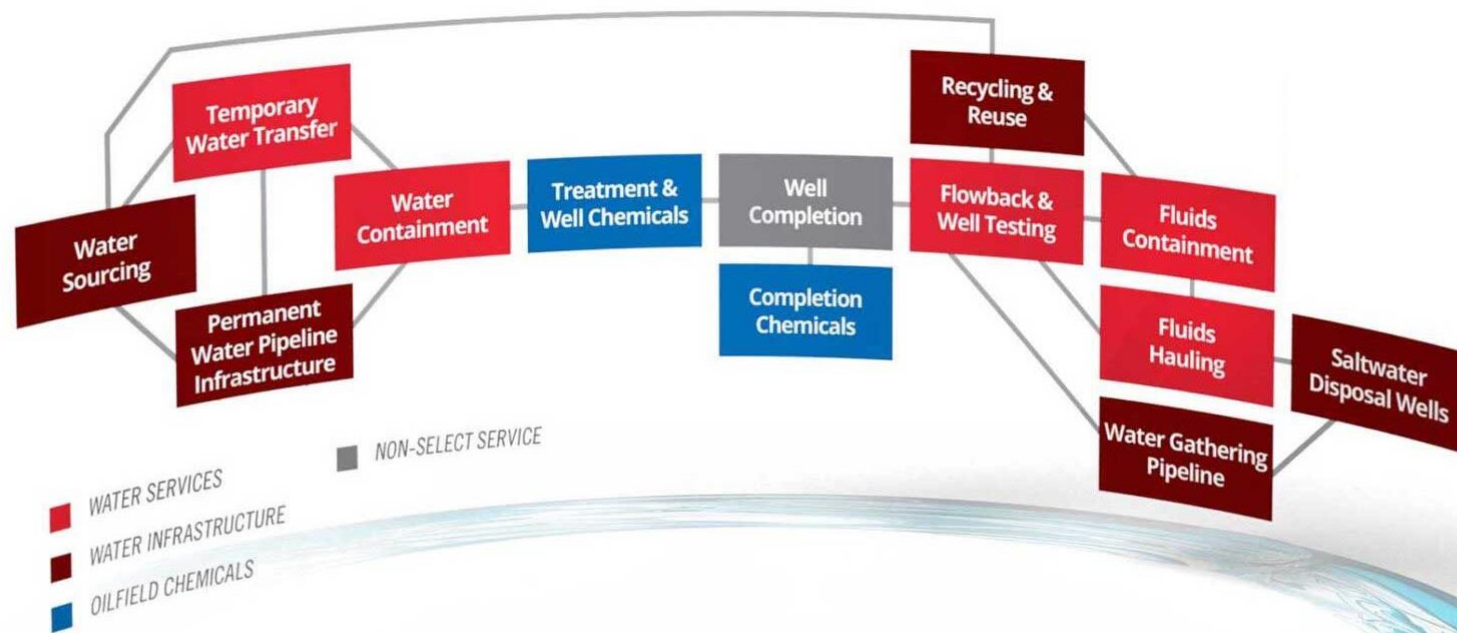 Temporary
Water Transfer
Water
Sourcing
Permanent
Water Pipeline
Infrastructure
Water
Containment
Treatment &
Well Chemicals
Well
Completion
Completion
Chemicals
Recycling &
Reuse
Flowback &
Well Testing
Fluids
Containment
Fluids
Hauling
Water Gathering
Pipeline
Saltwater
Disposal Wells
WATER SERVICES
WATER INFRASTRUCTURE
OILFIELD CHEMICALS
NON-SELECT SERVICE